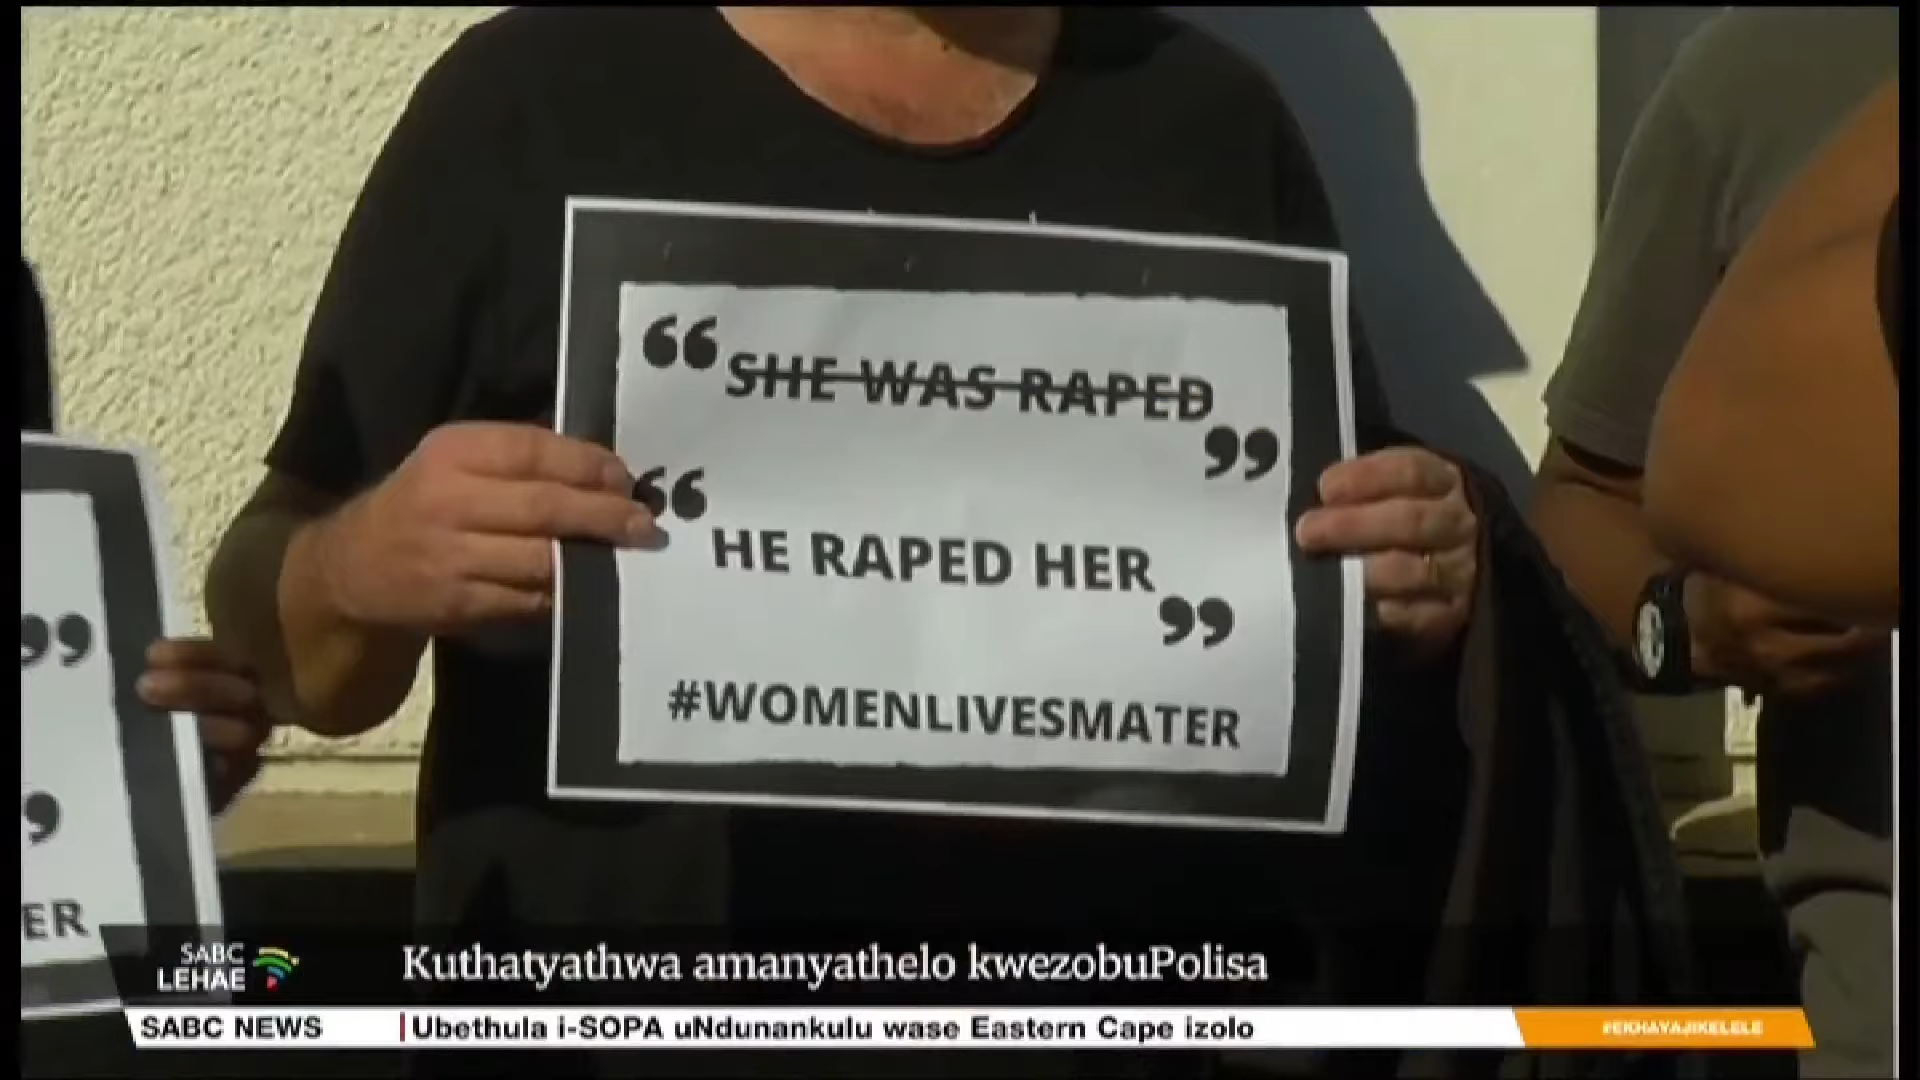 “SHE WAS RAPED”
“HE RAPED HER”
#WOMENLIVESMATER
”
”
ER
SABC
LEHAE
Kuthatyathwa amanyathelo kwezobuPolisa
SABC NEWS
Ubethula i-SOPA uNdunankulu wase Eastern Cape izolo
#EKHAYAJIKELELE